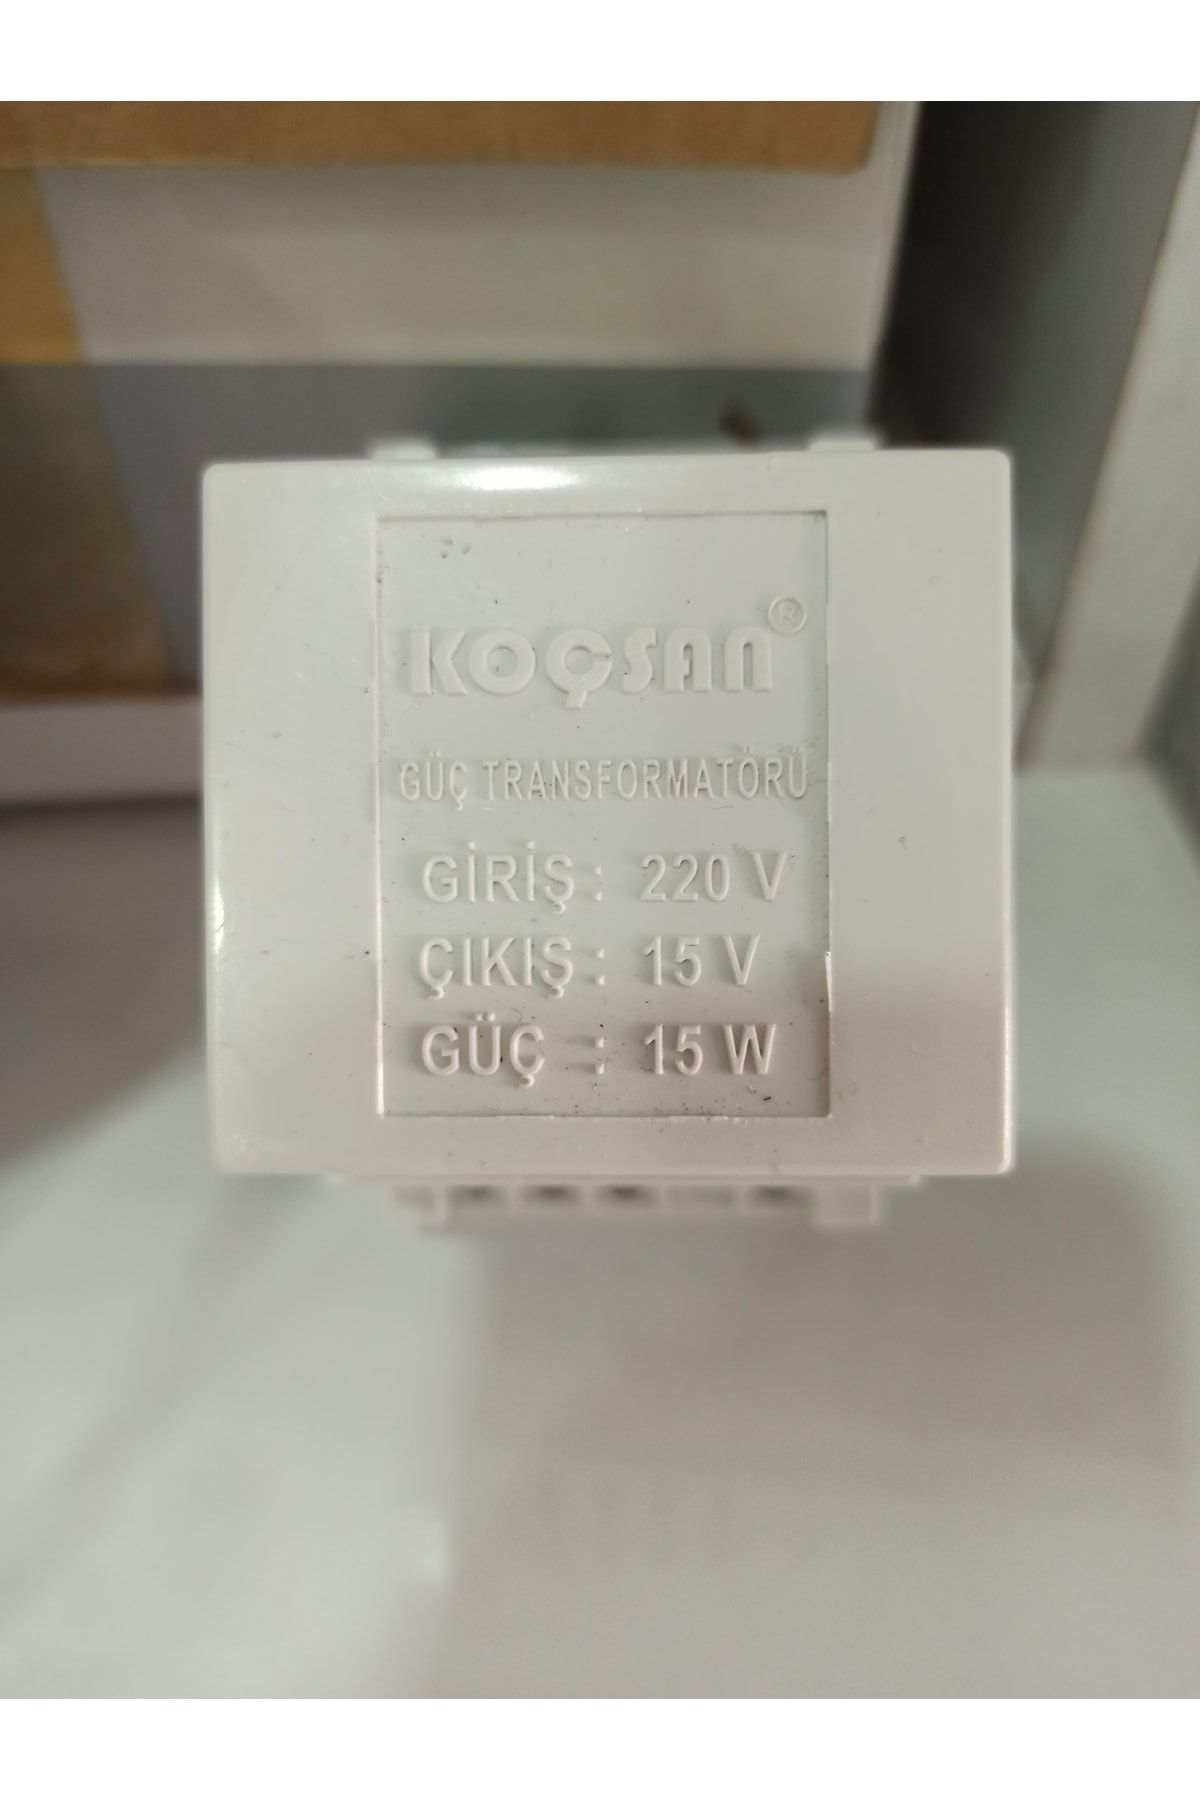 KOÇSAN®
GÜÇ TRANSFORMATÖRÜ
GİRİŞ : 220 V
ÇIKIŞ : 15 V
GÜÇ : 15 W